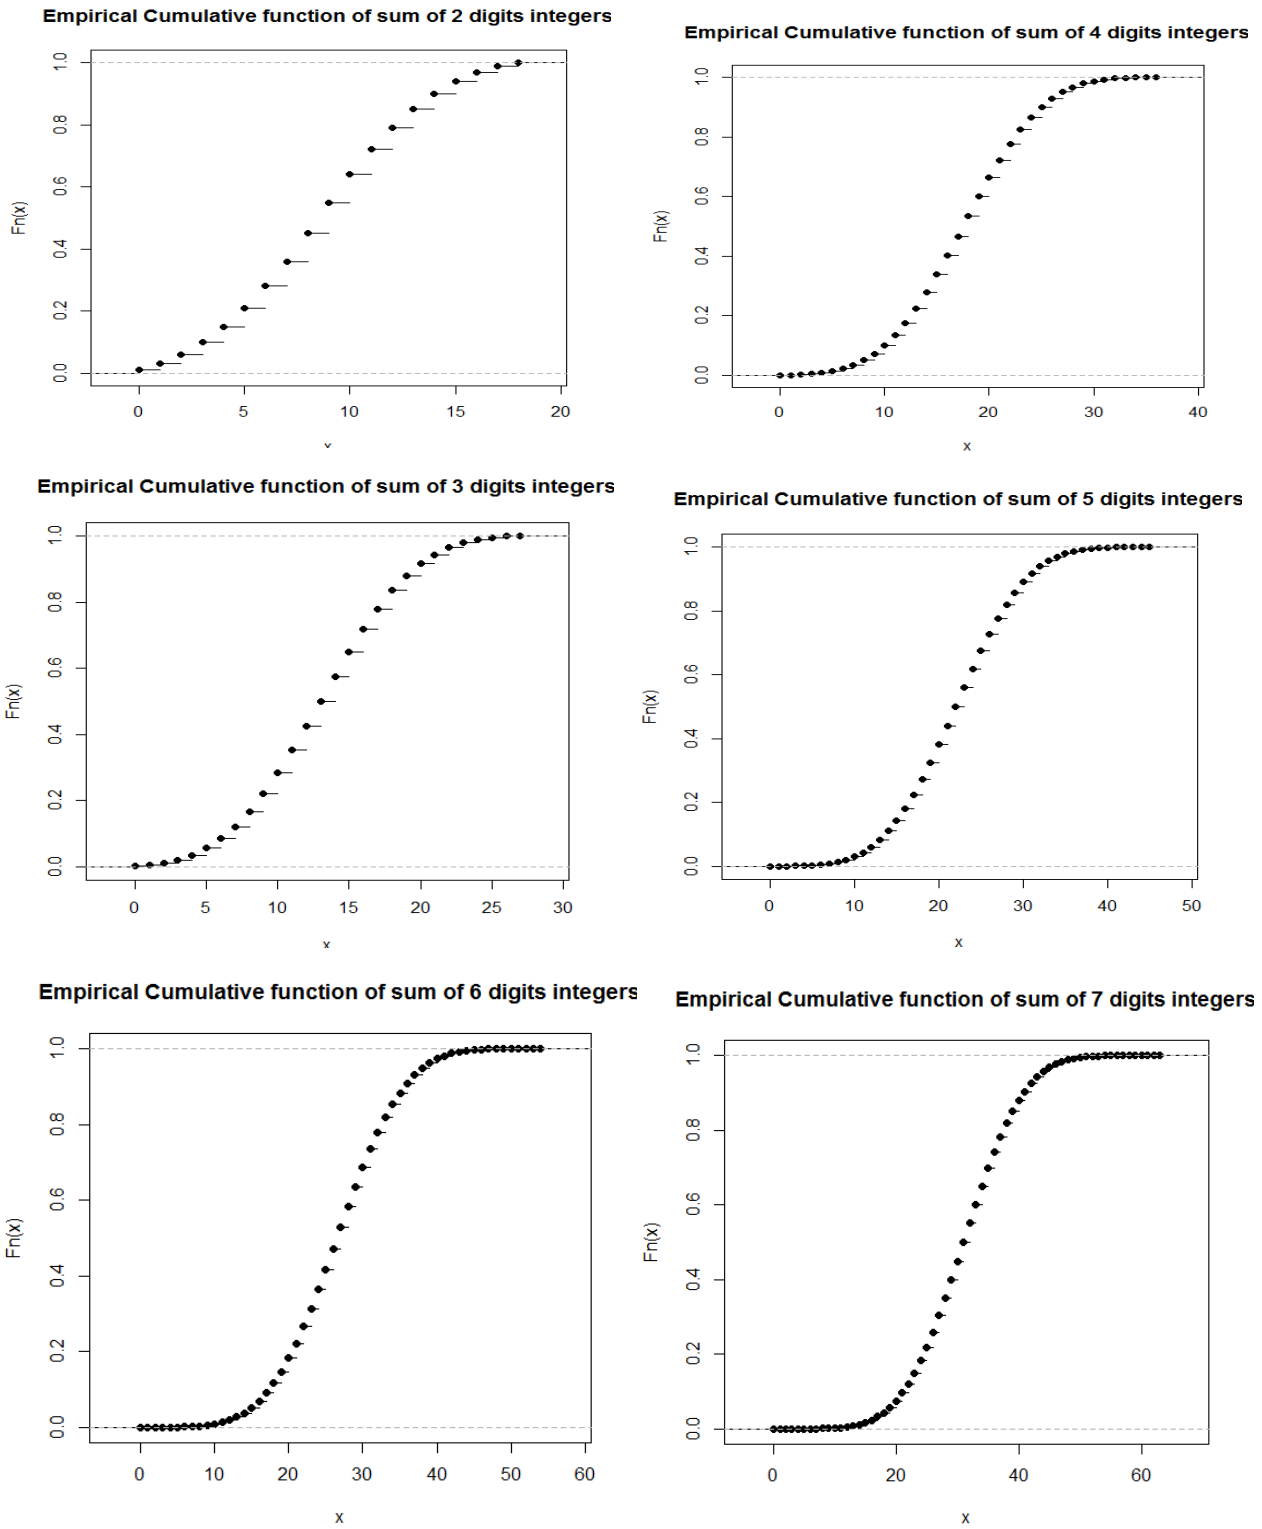 Empirical Cumulative function of sum of 2 digits integers
Fn(x)
0.0 0.2 0.4 0.6 0.8 1.0
0 5 10 15 20
x
Empirical Cumulative function of sum of 4 digits integers
Fn(x)
0.0 0.2 0.4 0.6 0.8 1.0
0 10 20 30 40
x
Empirical Cumulative function of sum of 3 digits integers
Fn(x)
0.0 0.2 0.4 0.6 0.8 1.0
0 5 10 15 20 25 30
x
Empirical Cumulative function of sum of 5 digits integers
Fn(x)
0.0 0.2 0.4 0.6 0.8 1.0
0 10 20 30 40 50
x
Empirical Cumulative function of sum of 6 digits integers
Fn(x)
0.0 0.2 0.4 0.6 0.8 1.0
0 10 20 30 40 50 60
x
Empirical Cumulative function of sum of 7 digits integers
Fn(x)
0.0 0.2 0.4 0.6 0.8 1.0
0 20 40 60
x